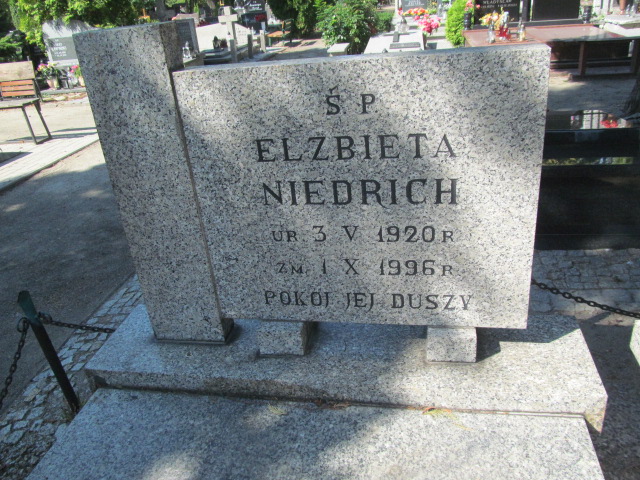 Ś P
ELZBIETA
NIEDRICH
UR. 3 V 1920 R
ZM. 1 X 1996 R
POKÓJ JEJ DUSZY